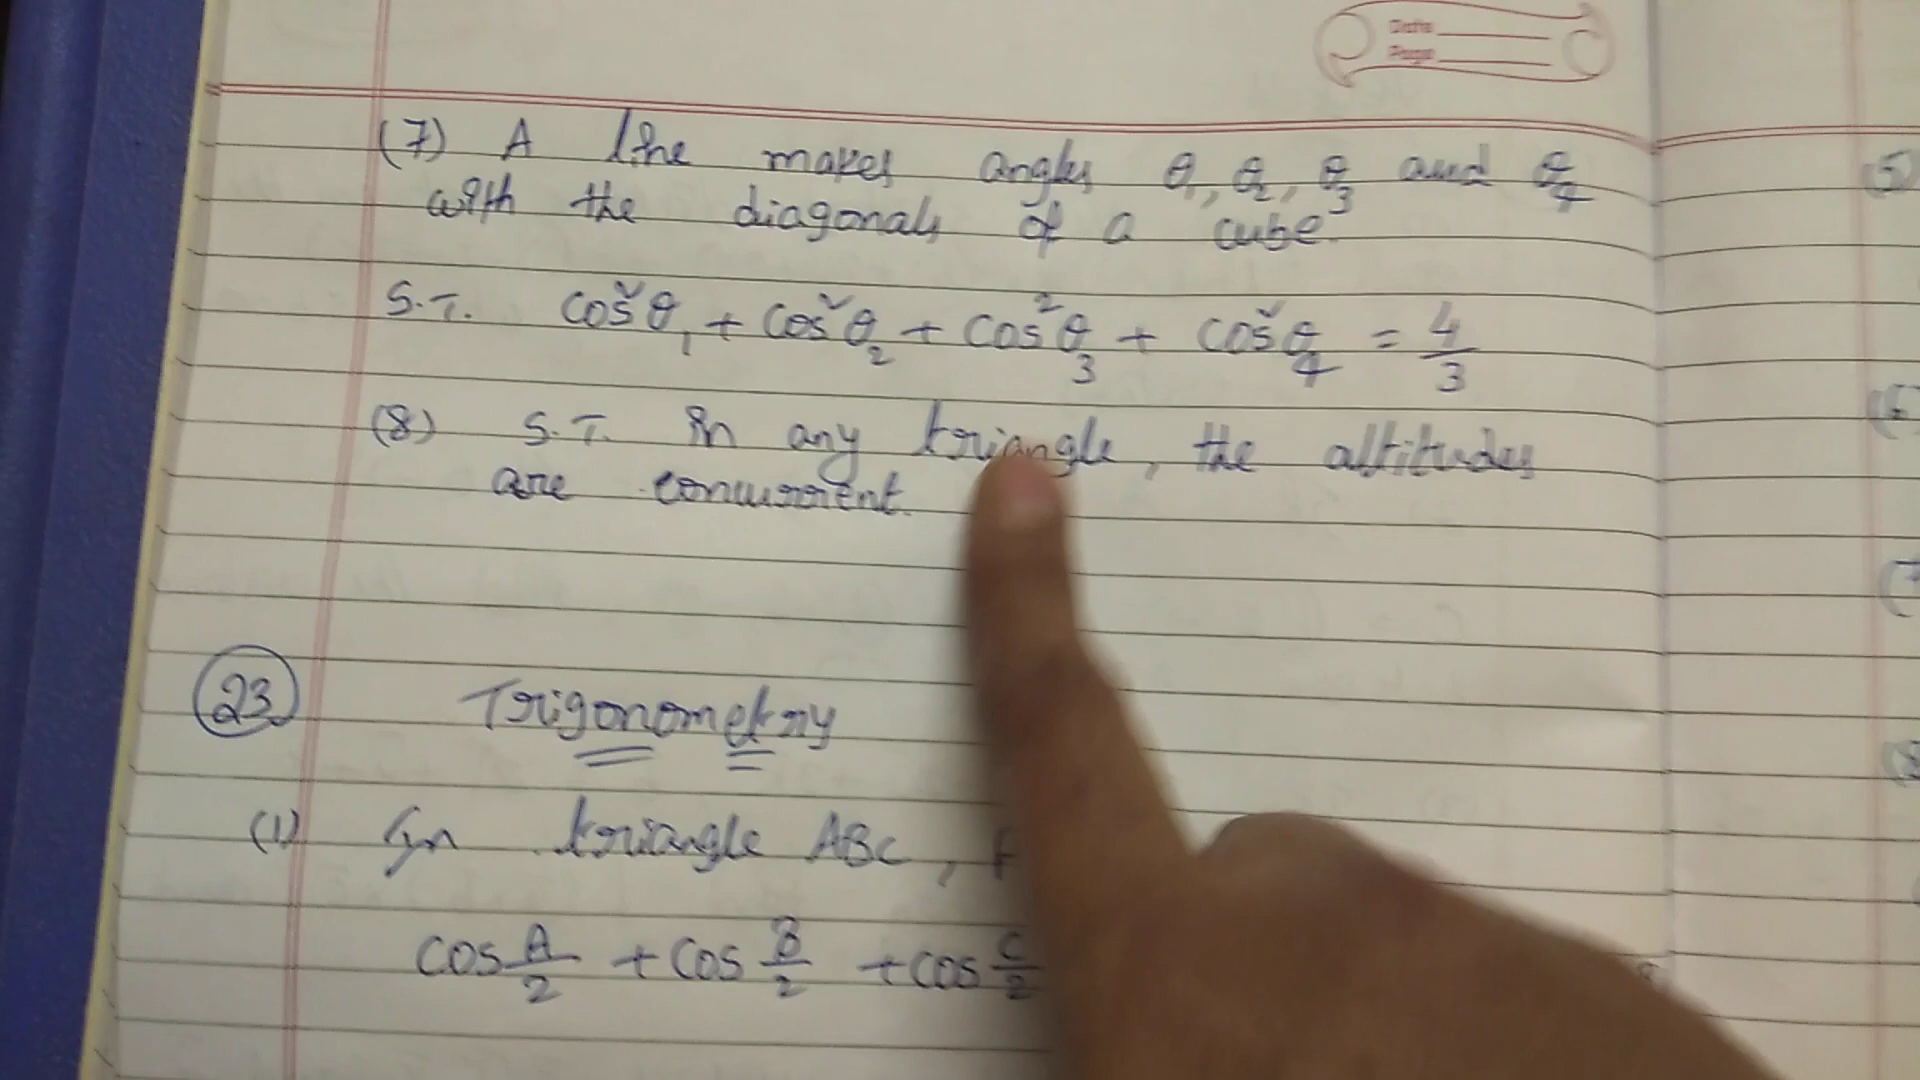 Date
Page
(7) A line makes angles θ₁, θ₂, θ₃ and θ₄
with the diagonals of a cube.
S.T. cos²θ₁ + cos²θ₂ + cos²θ₃ + cos²θ₄ = 4/3
(8) S.T. in any triangle, the altitudes
are concurrent.
(23) Trigonometry
(1) In triangle ABC,
cos A/2 + cos B/2 + cos C/2
(5)